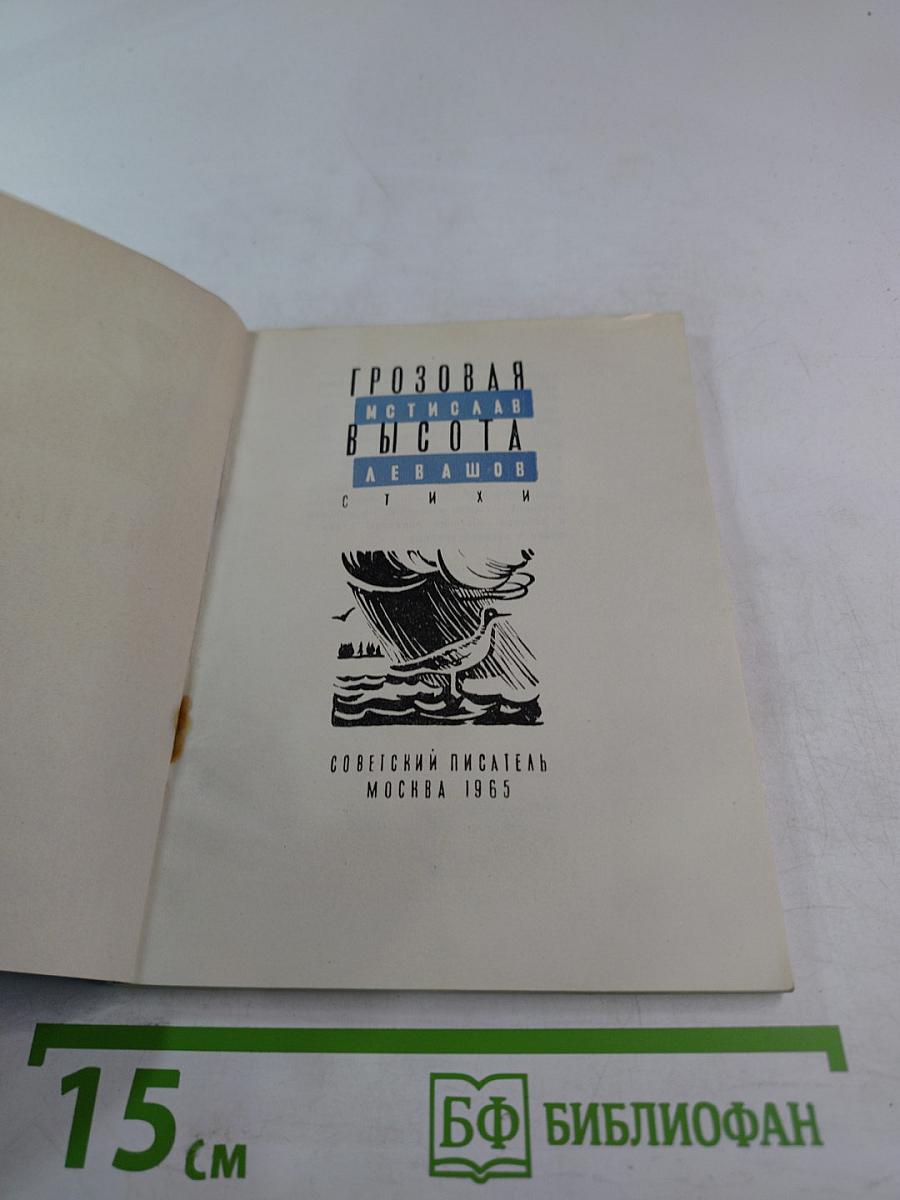 ГРОЗОВАЯ
МСТИСЛАВ
ВЫСОТА
ЛЕВАШОВ
СТИХИ
СОВЕТСКИЙ ПИСАТЕЛЬ
МОСКВА 1965
15 см
БФ БИБЛИОФАН